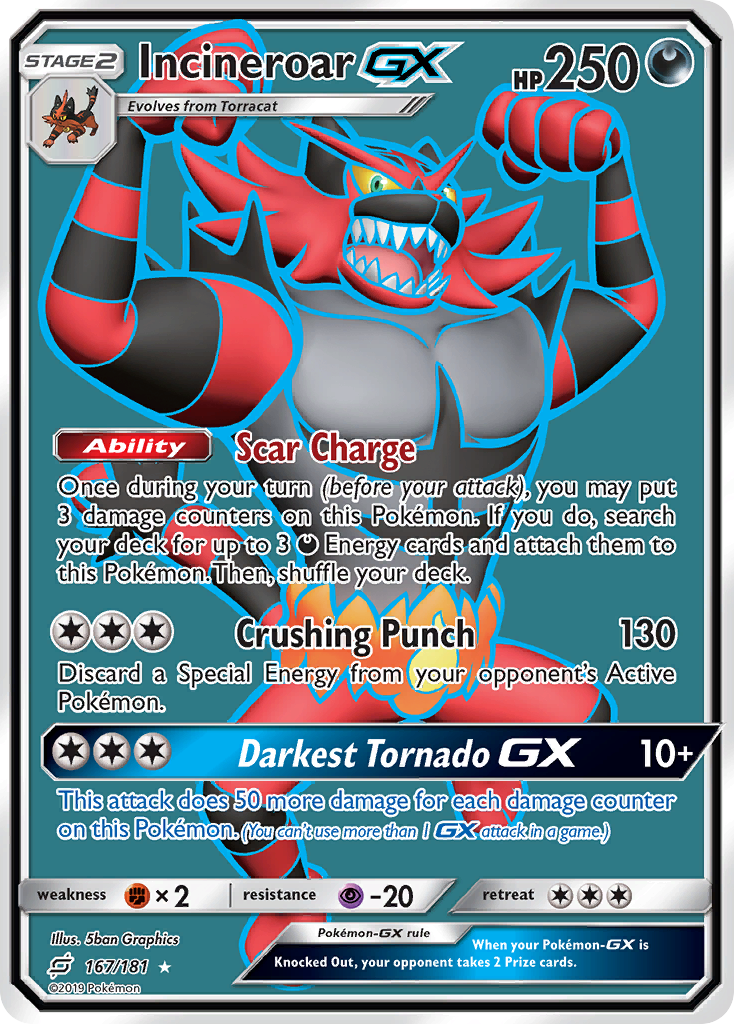 STAGE 2 Incineroar GX HP 250
Evolves from Torracat
Ability Scar Charge
Once during your turn (before your attack), you may put
3 damage counters on this Pokémon. If you do, search
your deck for up to 3 Energy cards and attach them to
this Pokémon. Then, shuffle your deck.
Crushing Punch 130
Discard a Special Energy from your opponent's Active
Pokémon.
Darkest Tornado GX 10+
This attack does 50 more damage for each damage counter
on this Pokémon. (You can't use more than 1 GX attack in a game.)
weakness ×2 resistance -20 retreat
Illus. 5ban Graphics
167/181
©2019 Pokémon
Pokémon-GX rule
When your Pokémon-GX is
Knocked Out, your opponent takes 2 Prize cards.